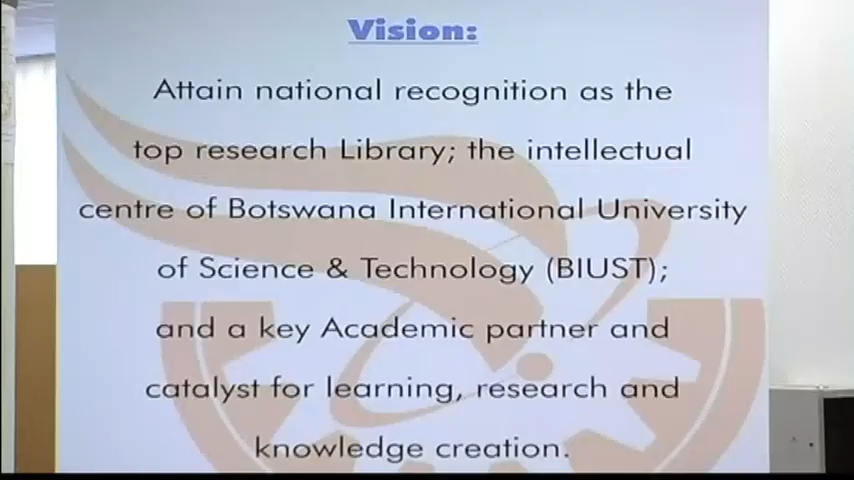 Vision:
Attain national recognition as the
top research Library; the intellectual
centre of Botswana International University
of Science & Technology (BIUST);
and a key Academic partner and
catalyst for learning, research and
knowledge creation.